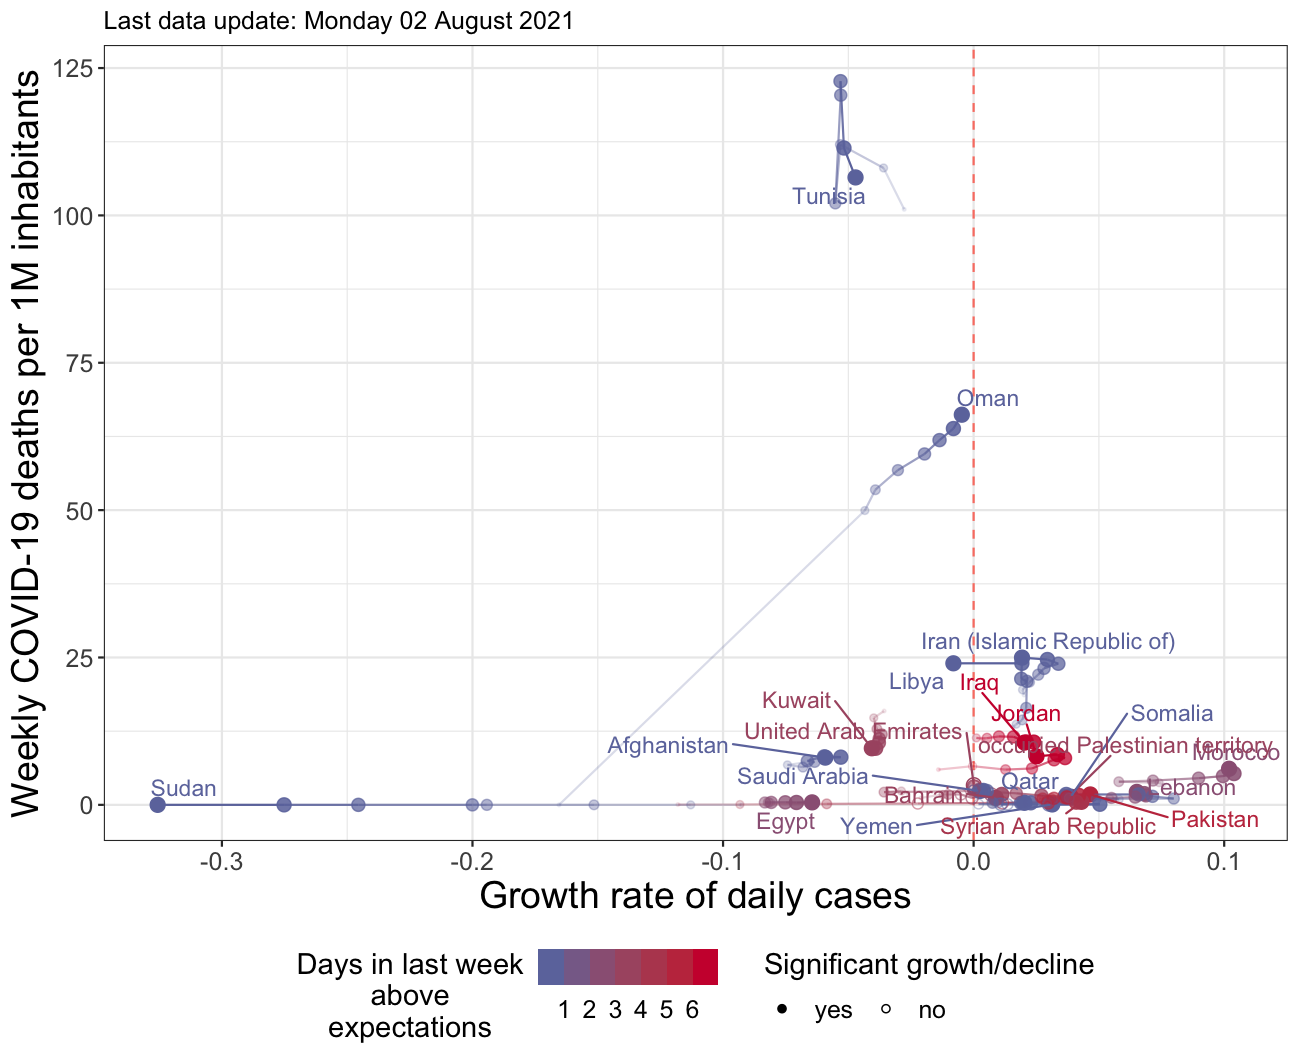 Last data update: Monday 02 August 2021
Weekly COVID-19 deaths per 1M inhabitants
125
100
75
50
25
0
Tunisia
Oman
Iran (Islamic Republic of)
Libya
Iraq
Kuwait
Jordan
Somalia
United Arab Emirates
Afghanistan
occupied Palestinian territory
Morocco
Saudi Arabia
Qatar
Sudan
Bahrain
Lebanon
Egypt
Yemen
Syrian Arab Republic
Pakistan
-0.3
-0.2
-0.1
0.0
0.1
Growth rate of daily cases
Days in last week
above
expectations
1 2 3 4 5 6
Significant growth/decline
yes
no